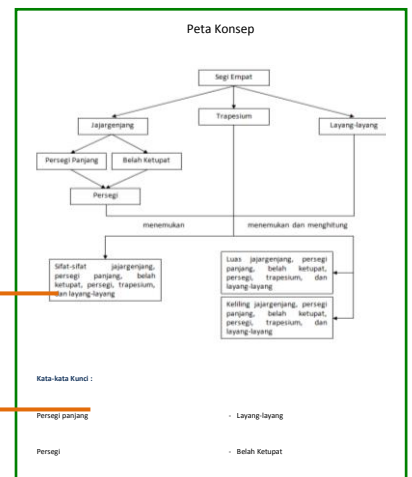 Peta Konsep
Segi Empat
Jajargenjang
Trapesium
Layang-layang
Persegi Panjang
Belah Ketupat
Persegi
menemukan
menemukan dan menghitung
Sifat-sifat jajargenjang,
persegi panjang, belah
ketupat, persegi, trapesium,
dan layang-layang
Luas jajargenjang, persegi
panjang, belah ketupat,
persegi, trapesium, dan
layang-layang
Keliling jajargenjang, persegi
panjang, belah ketupat,
persegi, trapesium, dan
layang-layang
Kata-kata Kunci :
Persegi panjang - Layang-layang
Persegi - Belah Ketupat